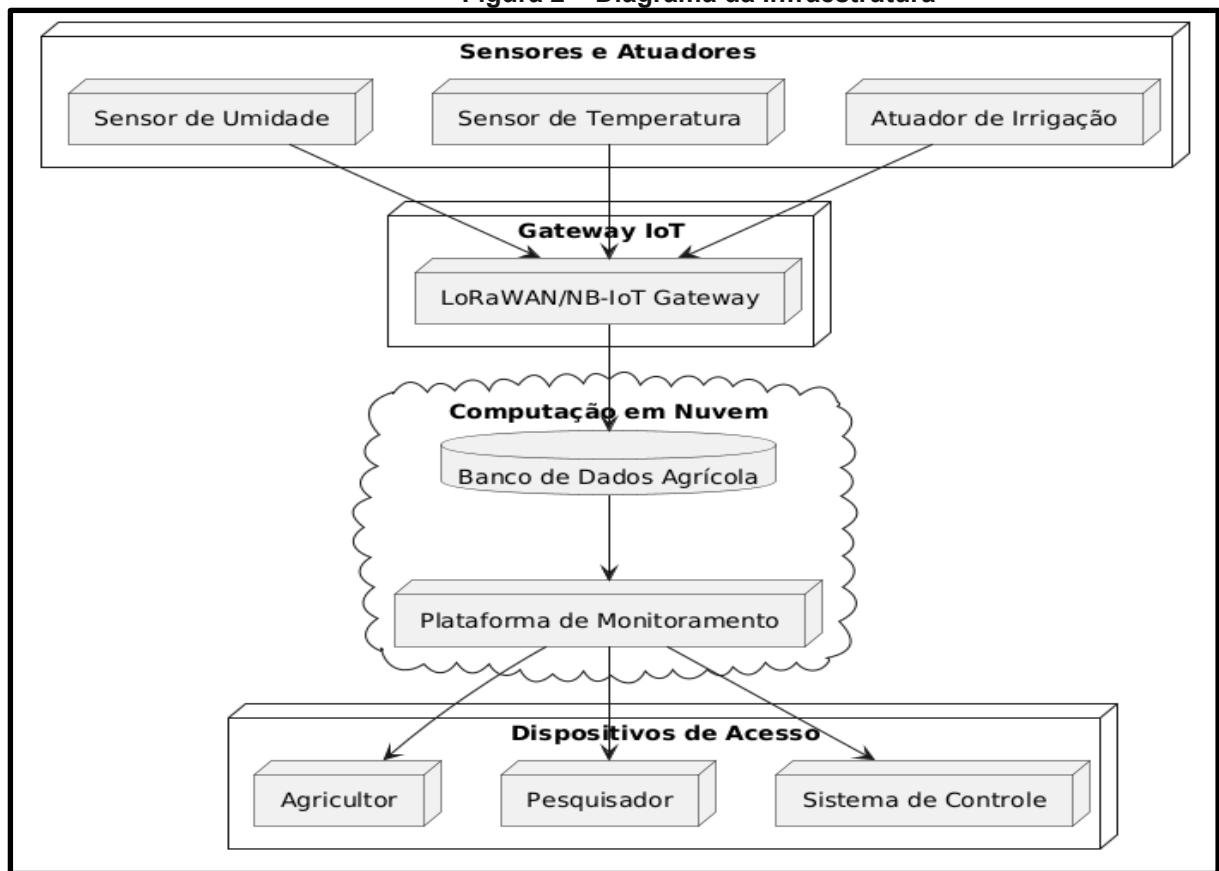 Figura 2 – Diagrama da Infraestrutura
Sensores e Atuadores
Sensor de Umidade
Sensor de Temperatura
Atuador de Irrigação
Gateway IoT
LoRaWAN/NB-IoT Gateway
Computação em Nuvem
Banco de Dados Agrícola
Plataforma de Monitoramento
Dispositivos de Acesso
Agricultor
Pesquisador
Sistema de Controle